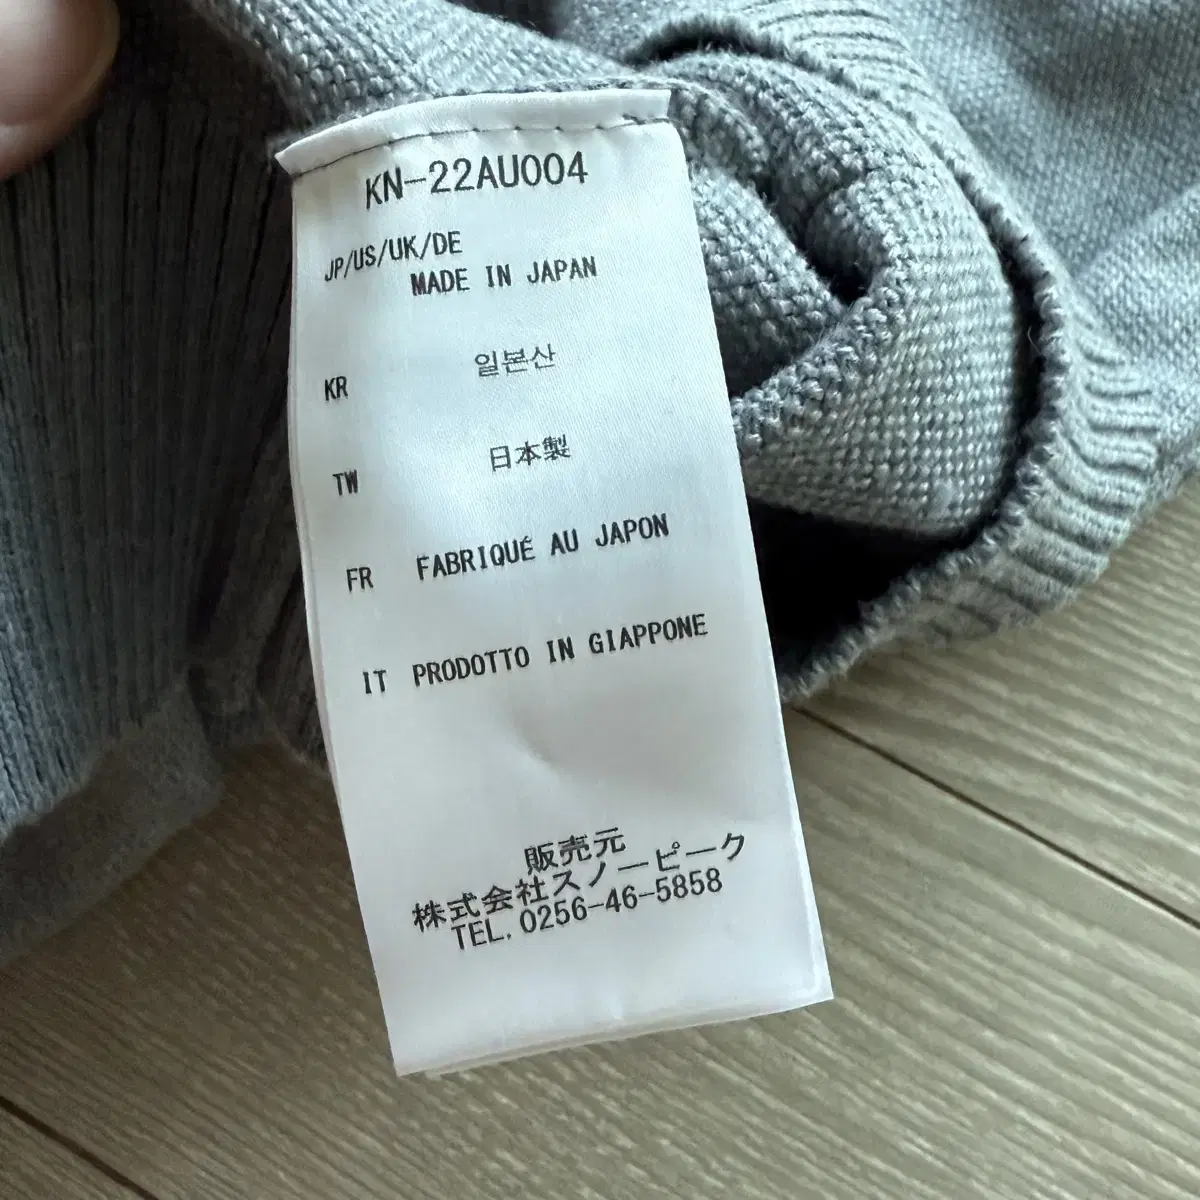 KN-22AU004
JP/US/UK/DE
MADE IN JAPAN
KR 일본산
TW 日本製
FR FABRIQUÉ AU JAPON
IT PRODOTTO IN GIAPPONE
販売元
株式会社スノーピーク
TEL. 0256-46-5858